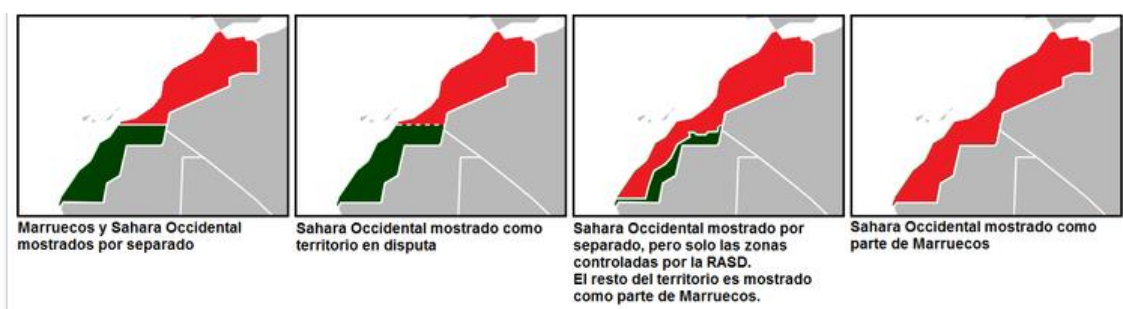 Marruecos y Sahara Occidental
mostrados por separado
Sahara Occidental mostrado como
territorio en disputa
Sahara Occidental mostrado por
separado, pero solo las zonas
controladas por la RASD.
El resto del territorio es mostrado
como parte de Marruecos.
Sahara Occidental mostrado como
parte de Marruecos